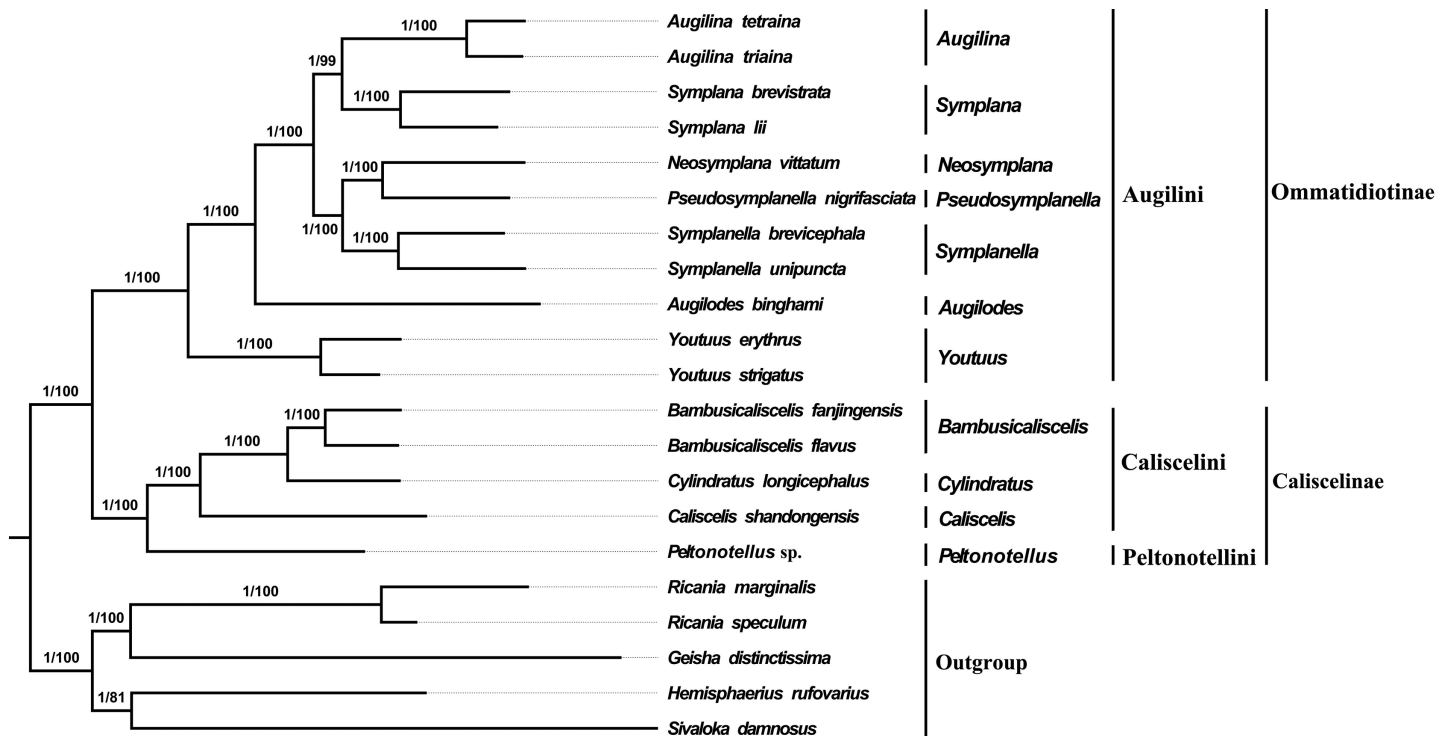 1/100 Augilina tetraina
Augilina
Augilina triaina
1/99
Symplana brevistrata
1/100
Symplana
Symplana lii
1/100
Neosymplana vittatum Neosymplana
1/100
Pseudosymplanella nigrifasciata Pseudosymplanella
Augilini Ommatidiotinae
1/100
1/100
Symplanella brevicephala
1/100
Symplanella
Symplanella unipuncta
1/100
Augilodes binghami Augilodes
Youtuus erythrus
1/100
Youtuus
Youtuus strigatus
1/100
Bambusicaliscelis fanjingensis
1/100
Bambusicaliscelis
1/100
Bambusicaliscelis flavus
Caliscelini
Cylindratus longicephalus Cylindratus
Caliscelinae
1/100
1/100
Caliscelis shandongensis Caliscelis
Peltonotellus sp. Peltonotellus Peltonotellini
Ricania marginalis
1/100
1/100
Ricania speculum
1/100
Geisha distinctissima
Outgroup
Hemisphaerius rufovarius
1/81
Sivaloka damnosus